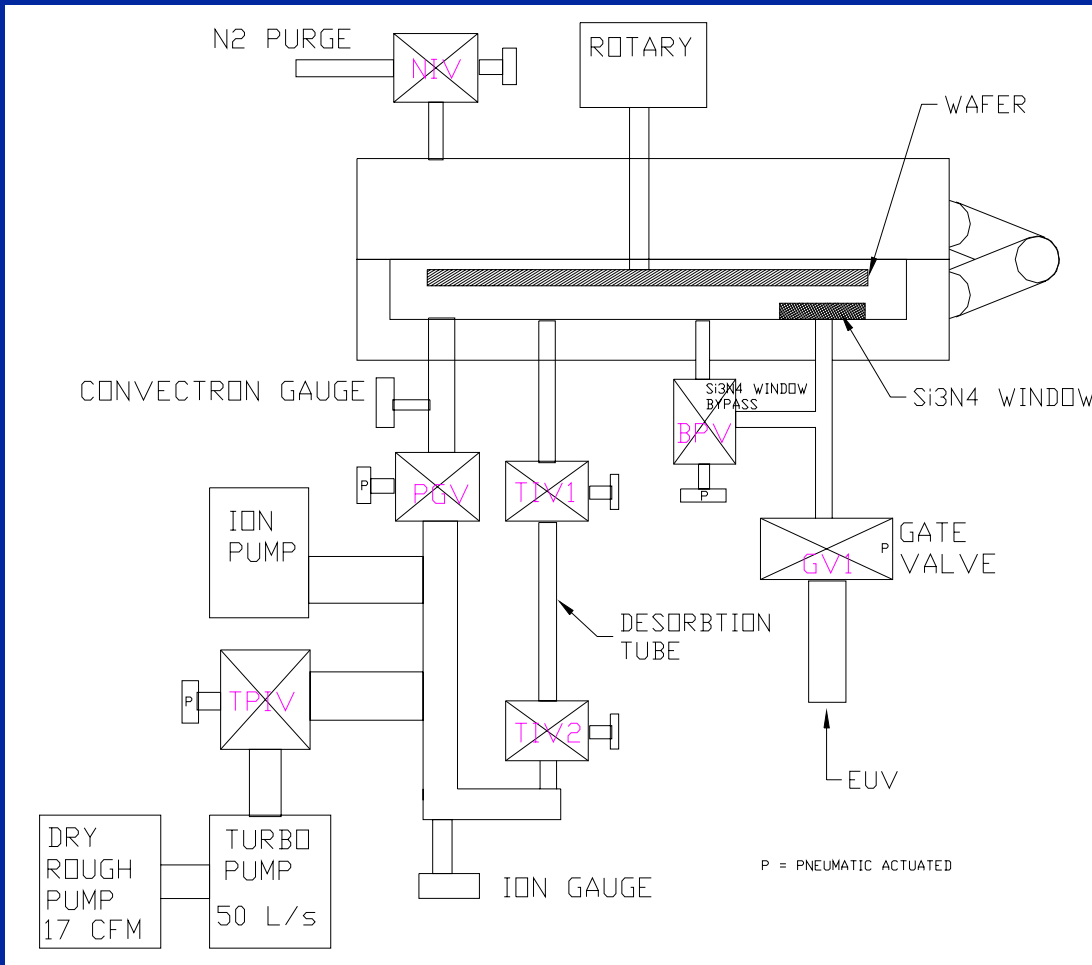 N2 PURGE
NIV
ROTARY
WAFER
CONVECTRON GAUGE
Si3N4 WINDOW
BYPASS
Si3N4 WINDOW
BPV
P
PGV
TIV1
P
ION
PUMP
GATE
VALVE
P
GV1
DESORBTION
TUBE
P
TPIV
TIV2
EUV
DRY
ROUGH
PUMP
17 CFM
TURBO
PUMP
50 L/s
ION GAUGE
P = PNEUMATIC ACTUATED